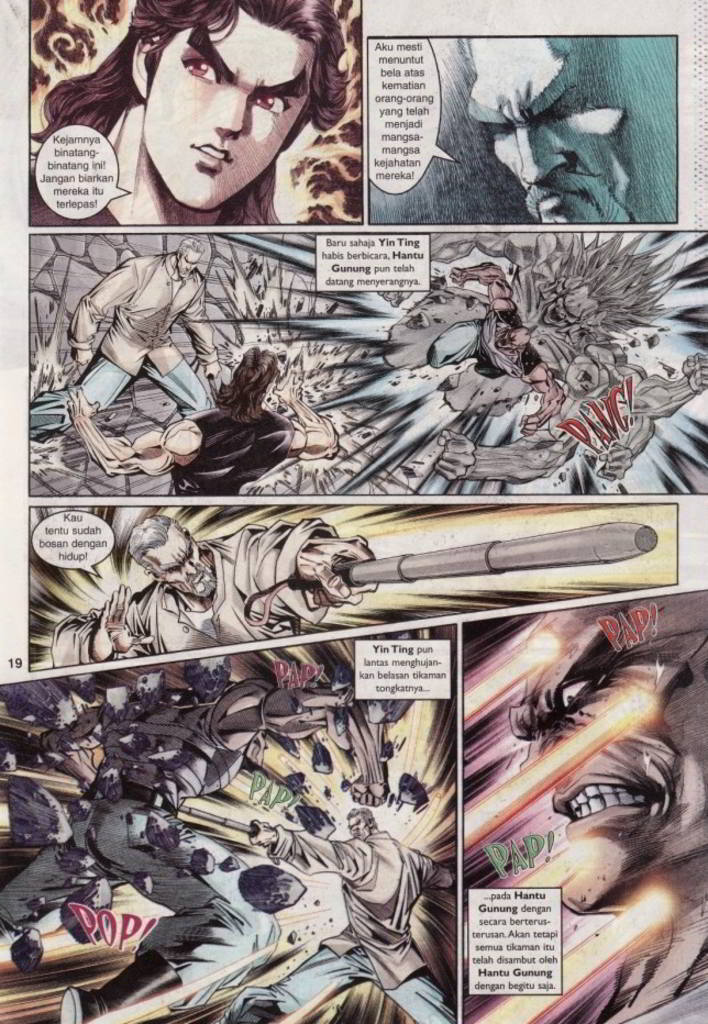 Kejamnya
binatang-
binatang ini!
Jangan biarkan
mereka itu
terlepas!
Aku mesti
menuntut
bela atas
kematian
orang-orang
yang telah
menjadi
mangsa-
mangsa
kejahatan
mereka!
Baru sahaja Yin Ting
habis berbicara, Hantu
Gunung pun telah
datang menyerangnya.
PANG!
Kau
tentu sudah
bosan dengan
hidup!
19
Yin Ting pun
lantas menghujan-
kan belasan tikaman
tongkatnya...
PAP!
PAP!
POP!
PAP!
PAP!
...pada Hantu
Gunung dengan
secara berterus-
terusan. Akan tetapi
semua tikaman itu
telah disambut oleh
Hantu Gunung
dengan begitu saja.